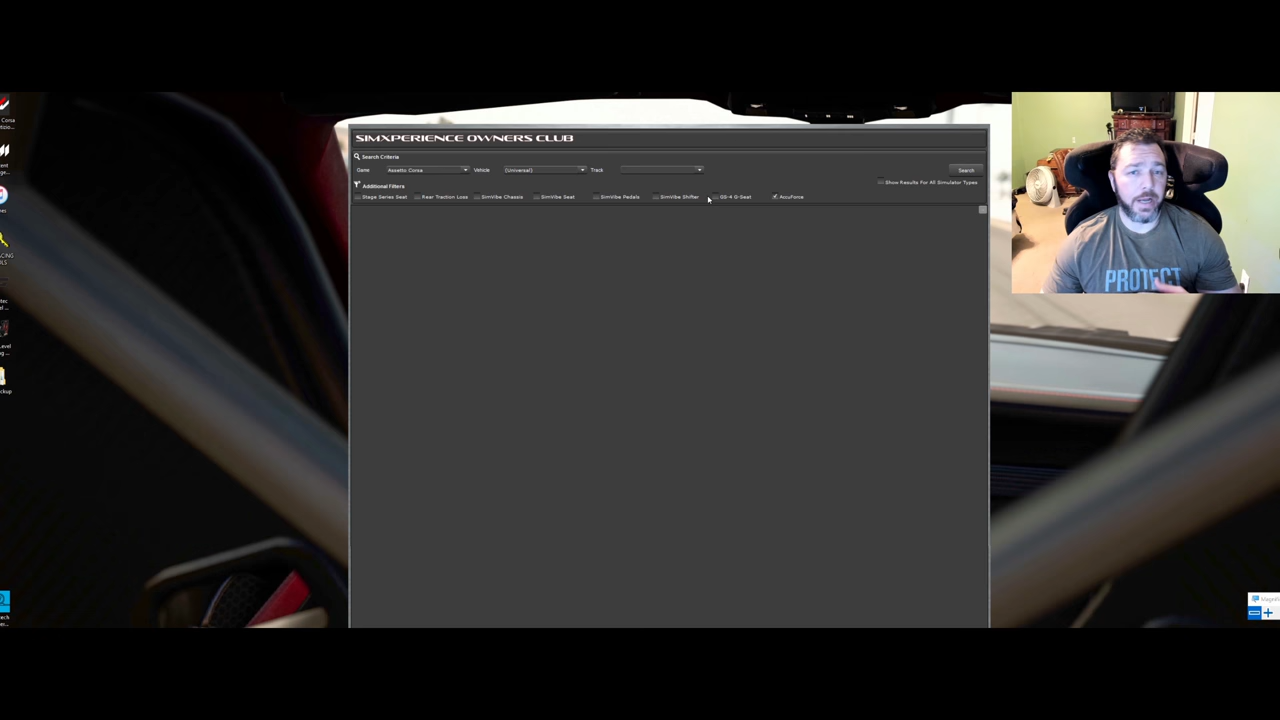 SIMXPERIENCE OWNERS CLUB
Search Criteria
Game Assetto Corsa Vehicle (Universal) Track Search
Additional Filters Show Results For All Simulator Types
Stage Series Seat Rear Traction Loss SimVibe Chassis SimVibe Seat SimVibe Pedals SimVibe Shifter GS-4 G-Seat AccuForce
PROTECT
Corsa